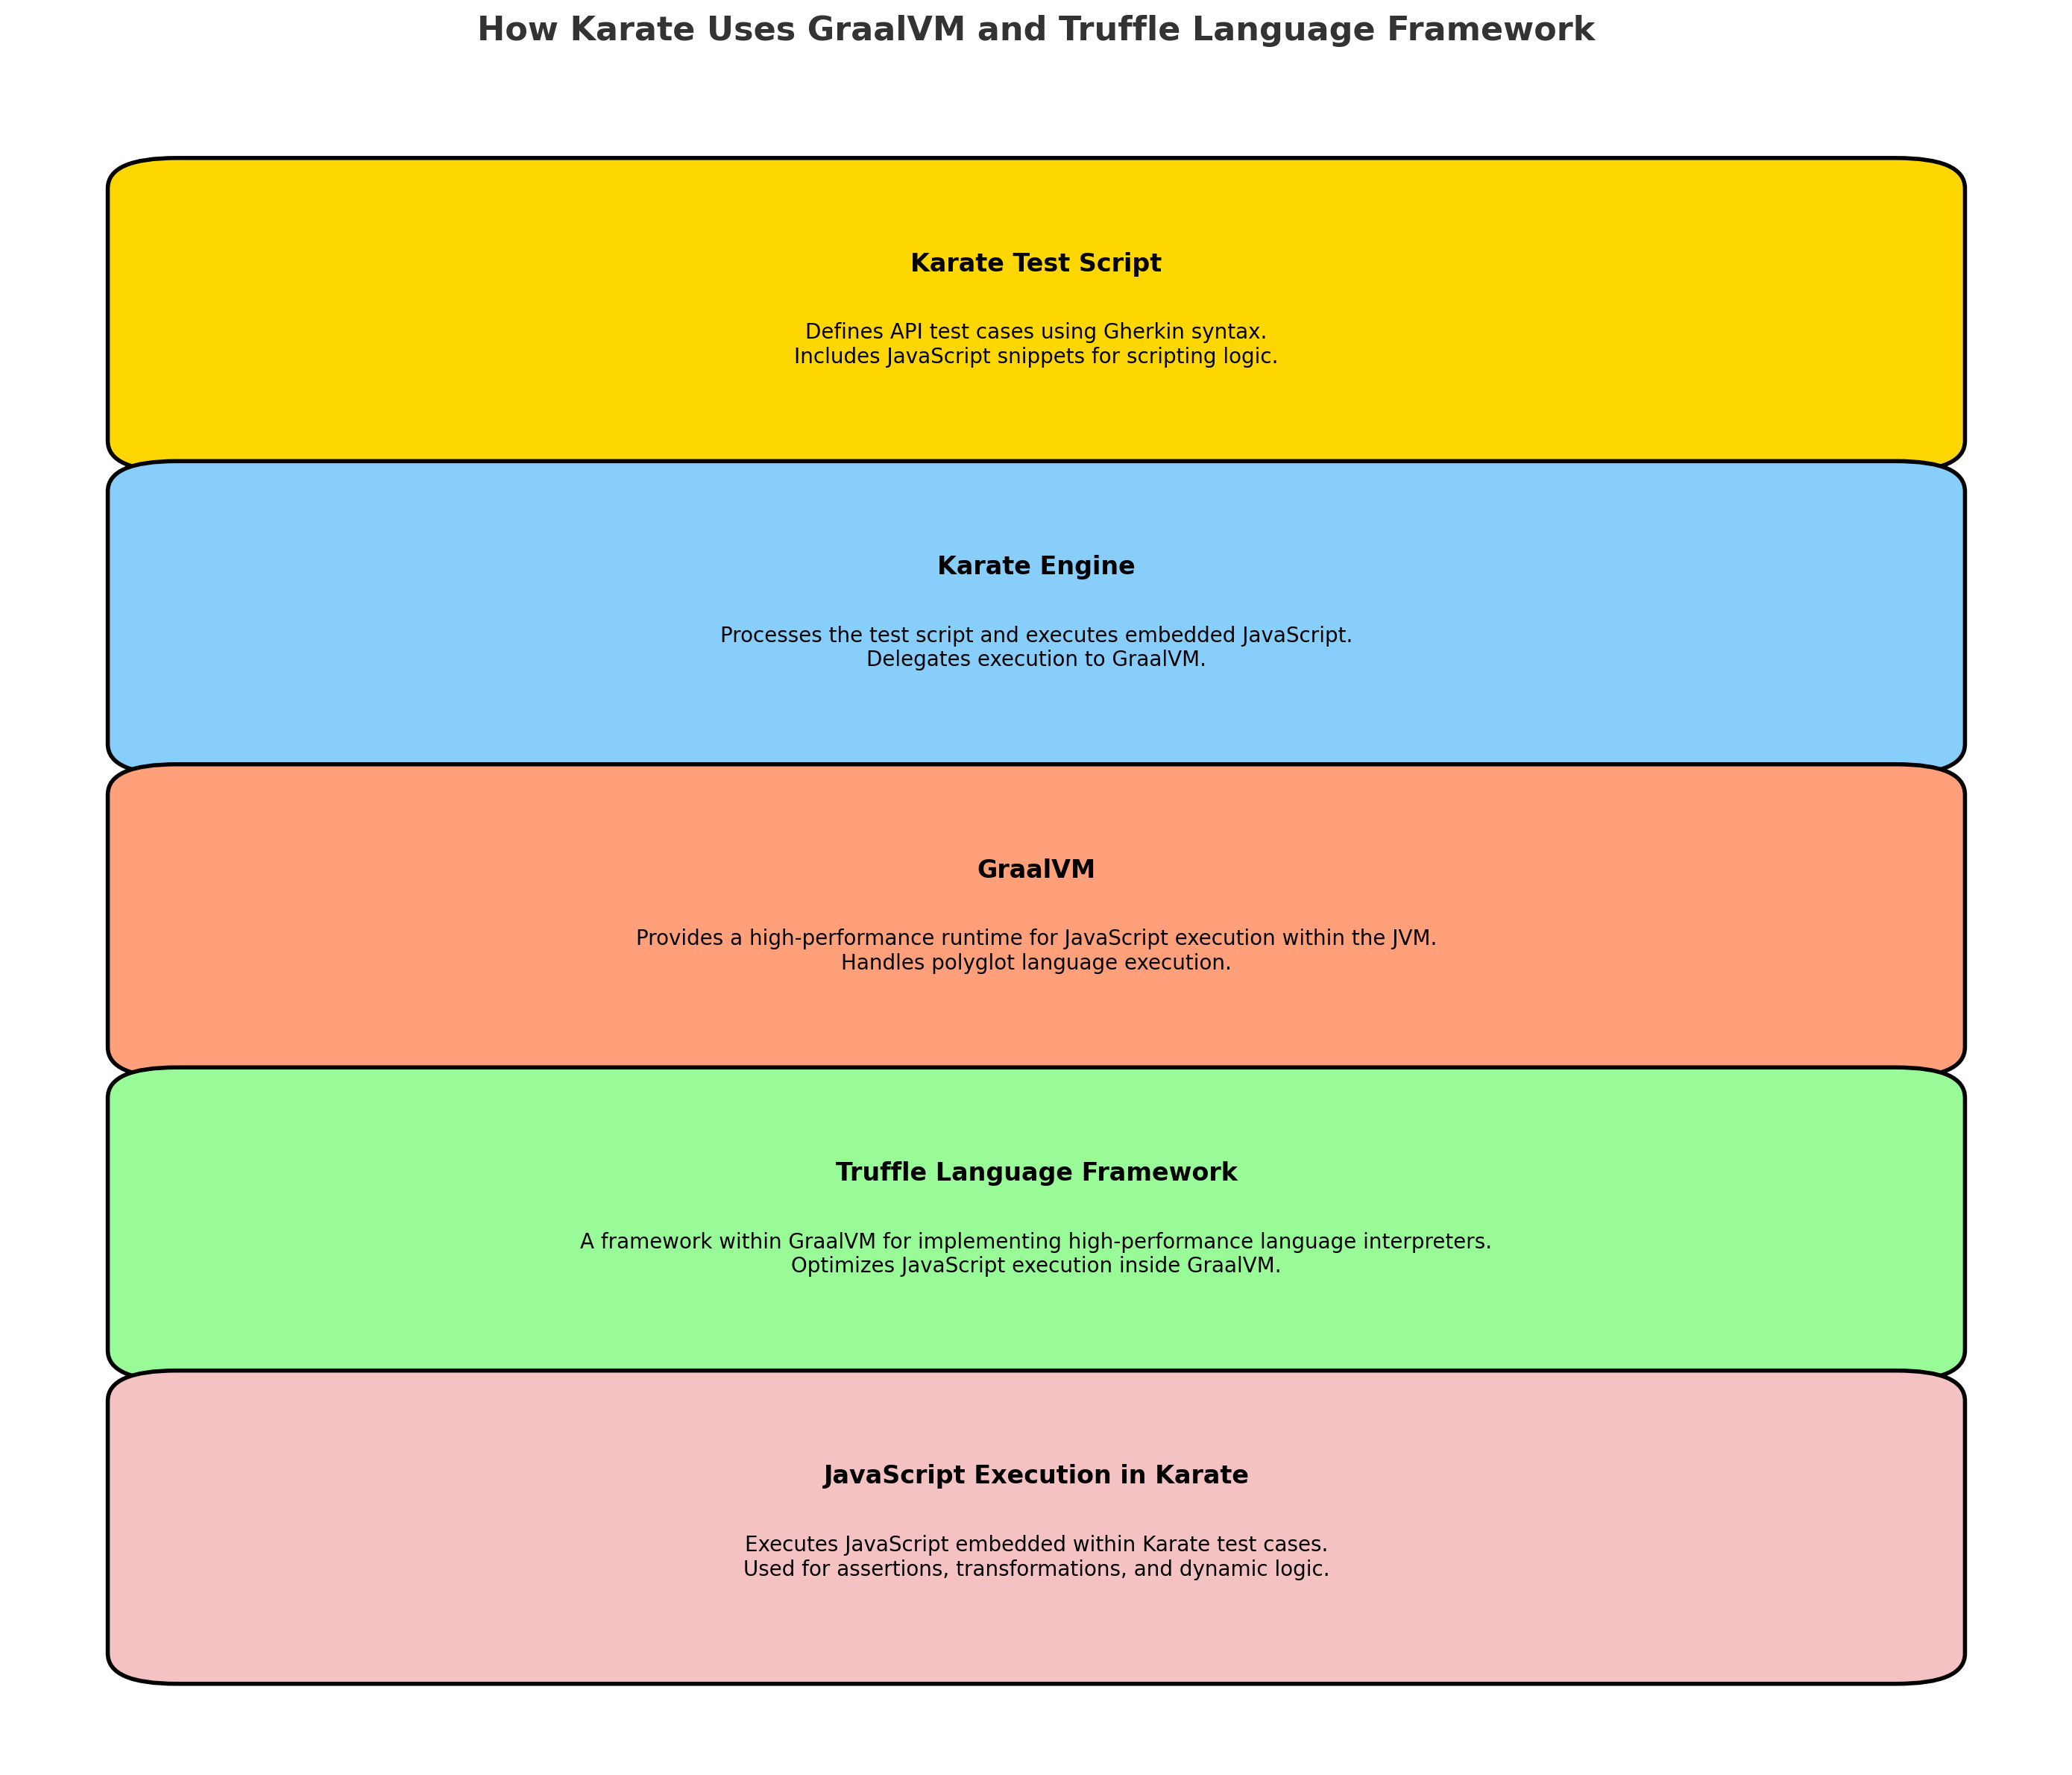 How Karate Uses GraalVM and Truffle Language Framework
Karate Test Script
Defines API test cases using Gherkin syntax.
Includes JavaScript snippets for scripting logic.
Karate Engine
Processes the test script and executes embedded JavaScript.
Delegates execution to GraalVM.
GraalVM
Provides a high-performance runtime for JavaScript execution within the JVM.
Handles polyglot language execution.
Truffle Language Framework
A framework within GraalVM for implementing high-performance language interpreters.
Optimizes JavaScript execution inside GraalVM.
JavaScript Execution in Karate
Executes JavaScript embedded within Karate test cases.
Used for assertions, transformations, and dynamic logic.